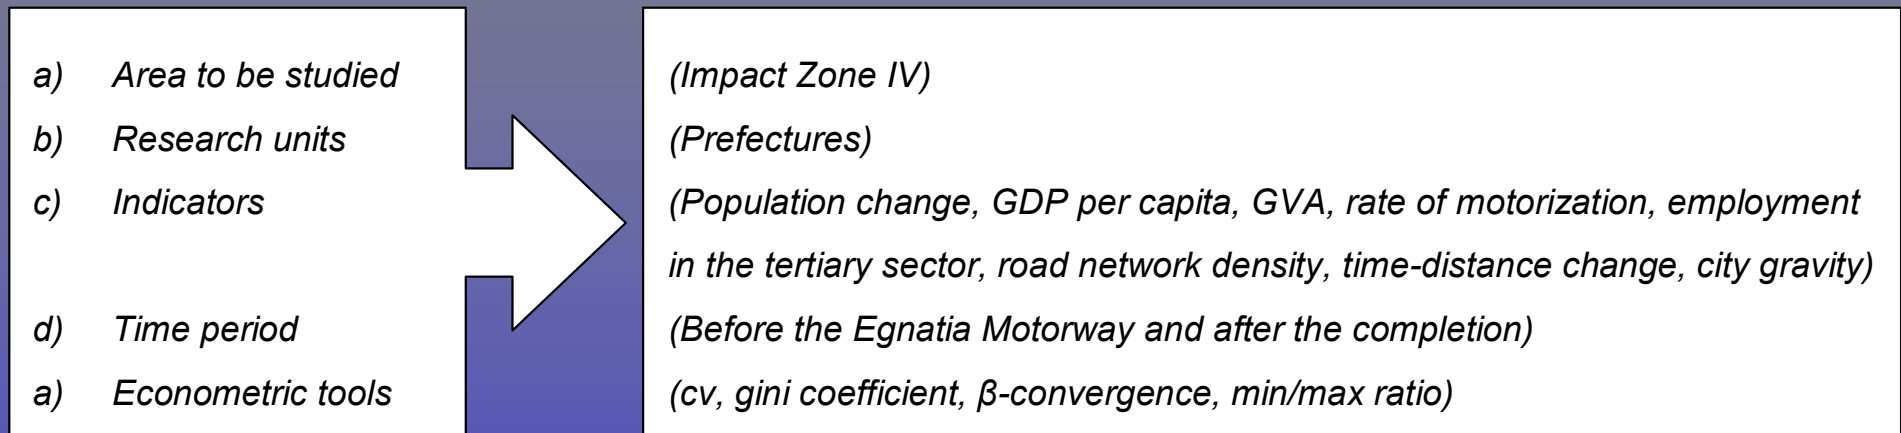 a) Area to be studied (Impact Zone IV)
b) Research units (Prefectures)
c) Indicators (Population change, GDP per capita, GVA, rate of motorization, employment
in the tertiary sector, road network density, time-distance change, city gravity)
d) Time period (Before the Egnatia Motorway and after the completion)
a) Econometric tools (cv, gini coefficient, β-convergence, min/max ratio)